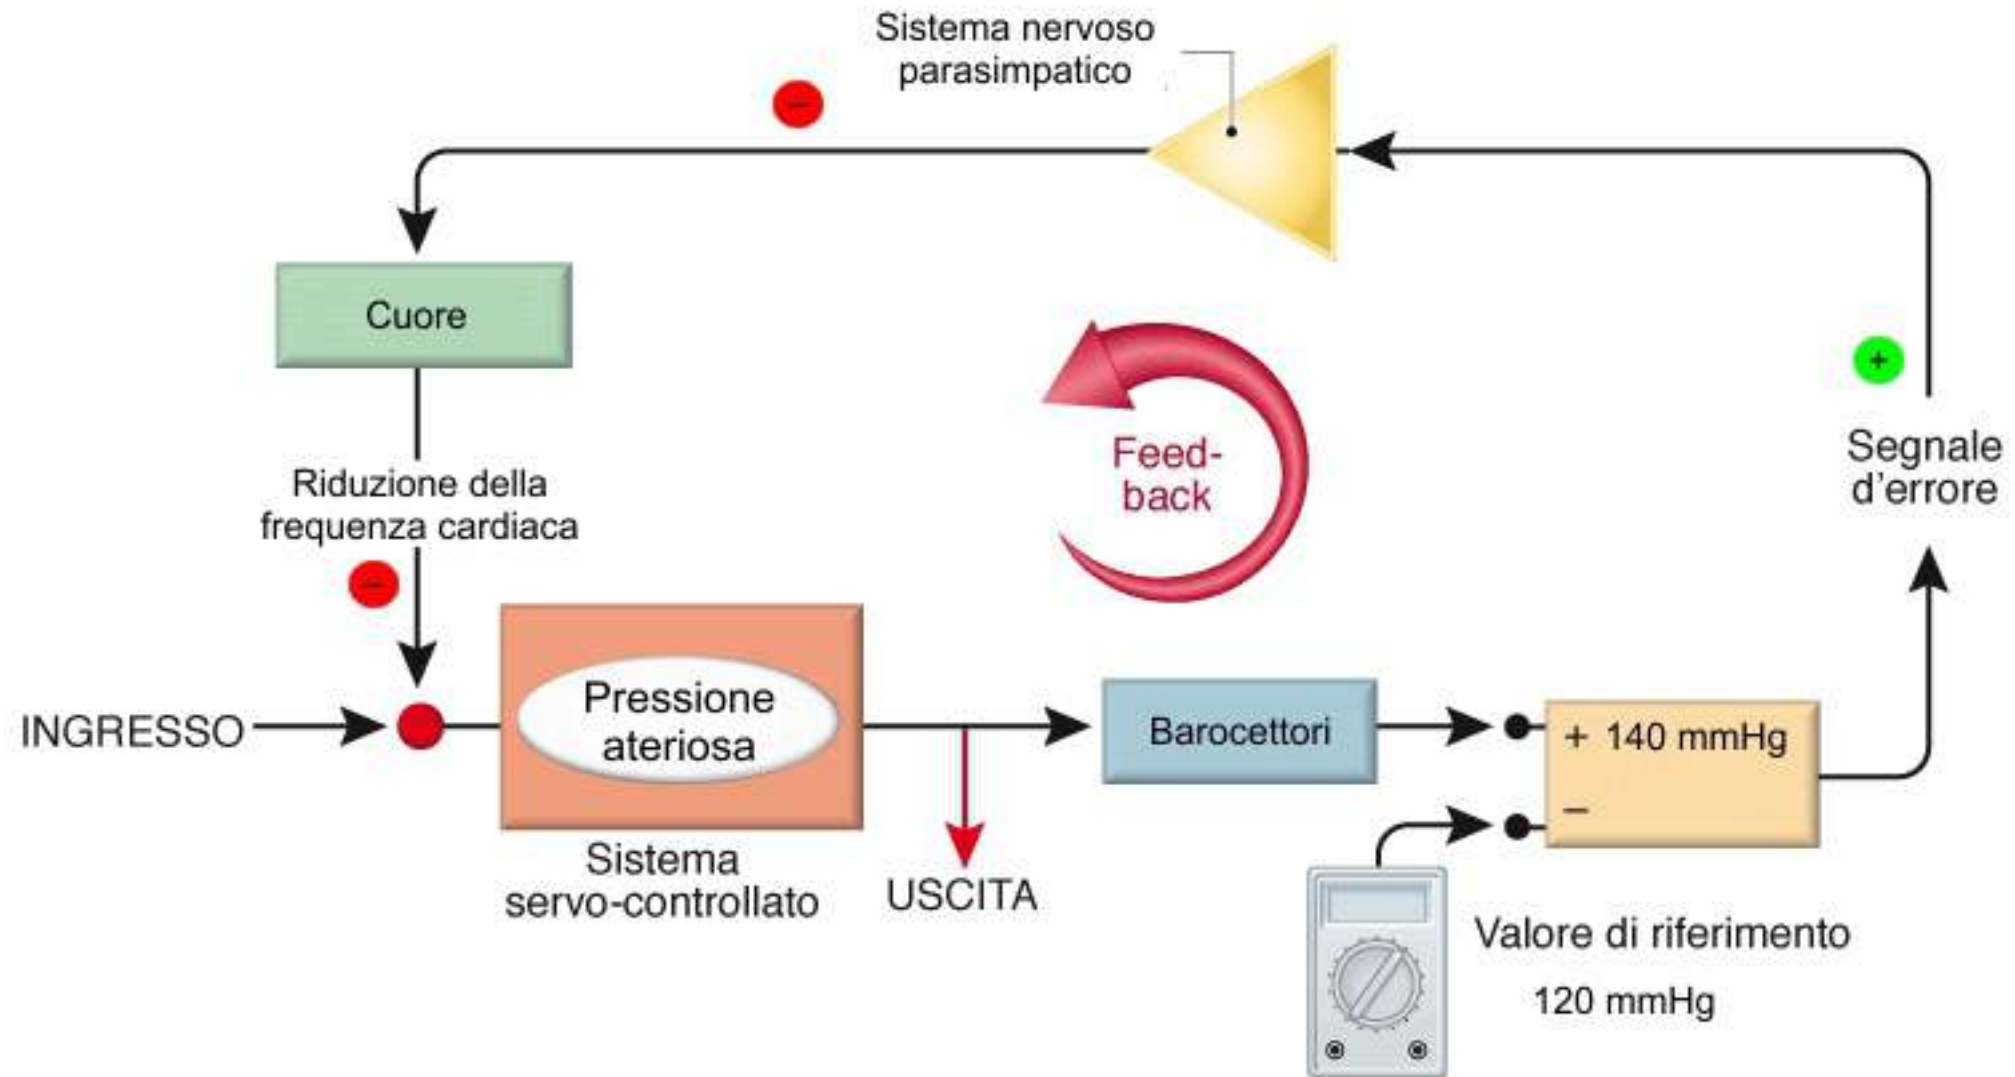 Sistema nervoso
parasimpatico
−
Cuore
+
Feed-
back
Segnale
d'errore
Riduzione della
frequenza cardiaca
−
INGRESSO
Pressione
ateriosa
Barocettori
+ 140 mmHg
−
Sistema
servo-controllato
USCITA
Valore di riferimento
120 mmHg